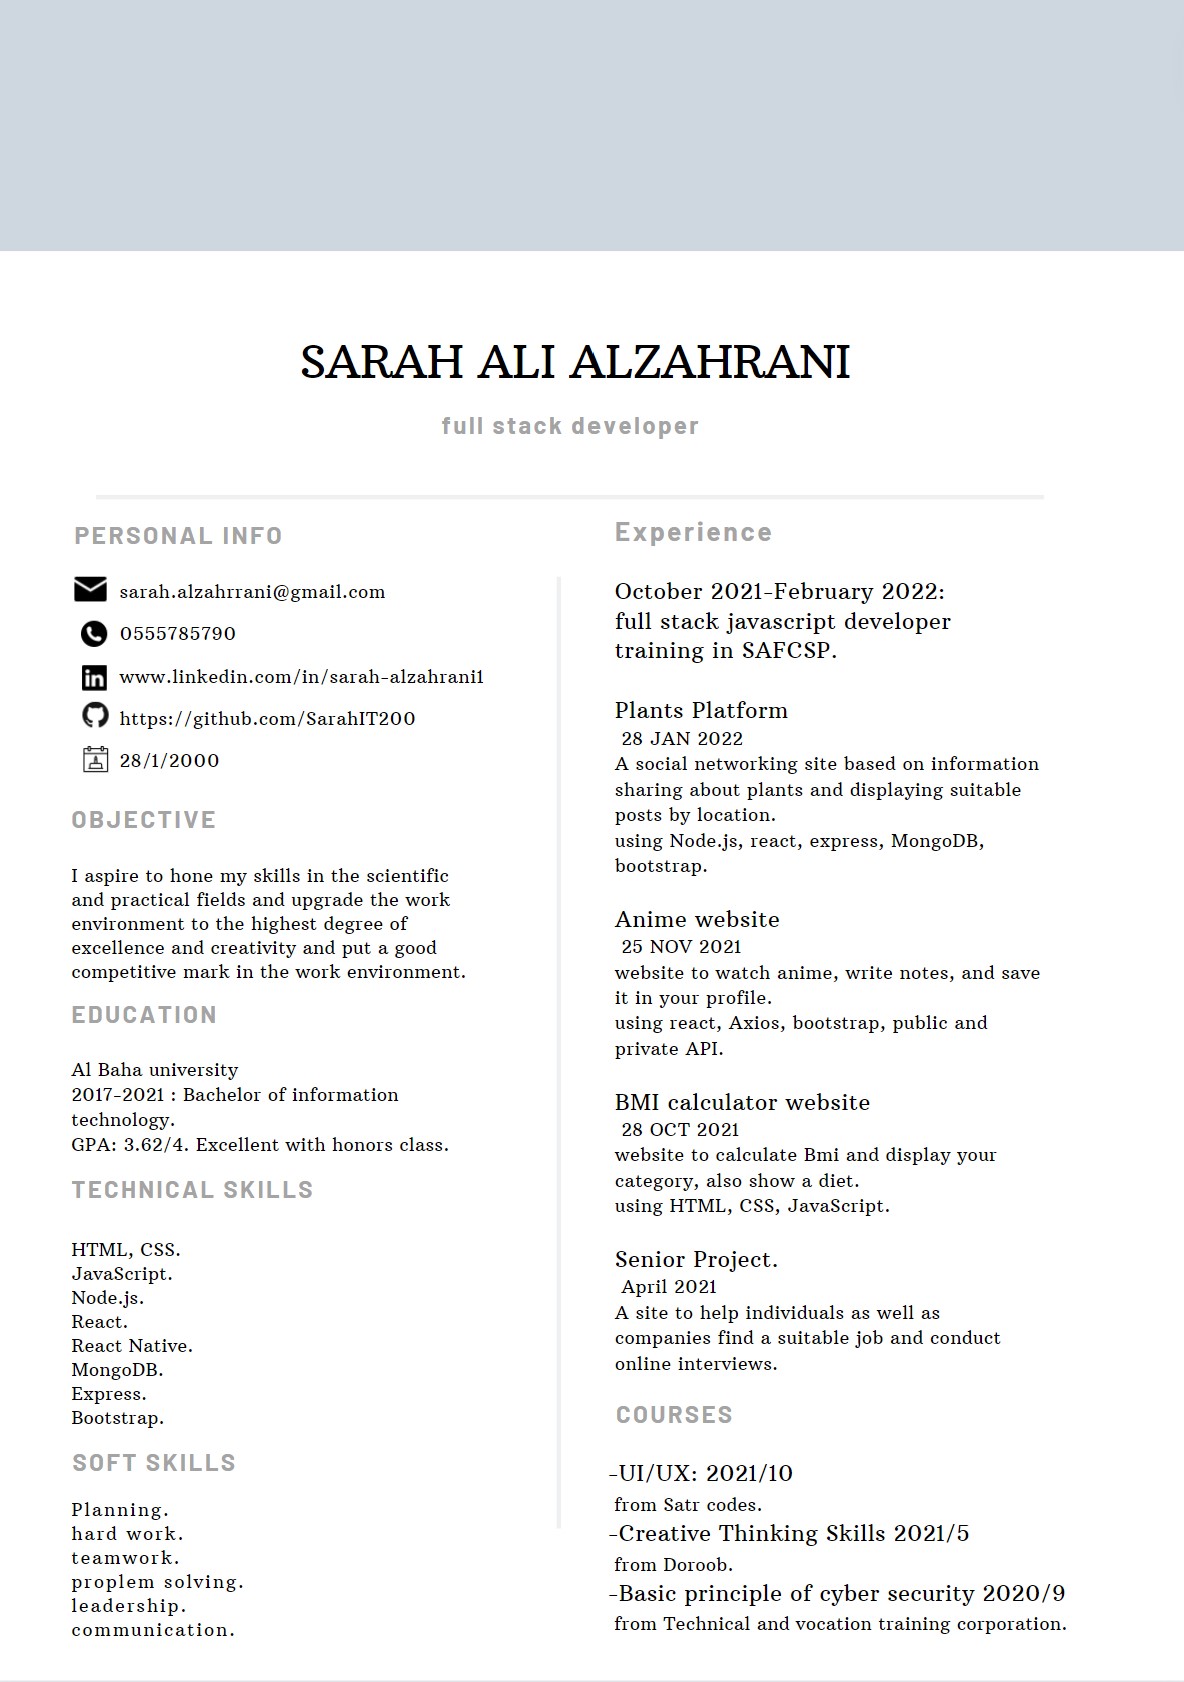 SARAH ALI ALZAHRANI
full stack developer
PERSONAL INFO
sarah.alzahrrani@gmail.com
0555785790
www.linkedin.com/in/sarah-alzahrani1
https://github.com/SarahIT200
28/1/2000
OBJECTIVE
I aspire to hone my skills in the scientific
and practical fields and upgrade the work
environment to the highest degree of
excellence and creativity and put a good
competitive mark in the work environment.
EDUCATION
Al Baha university
2017-2021 : Bachelor of information
technology.
GPA: 3.62/4. Excellent with honors class.
TECHNICAL SKILLS
HTML, CSS.
JavaScript.
Node.js.
React.
React Native.
MongoDB.
Express.
Bootstrap.
SOFT SKILLS
Planning.
hard work.
teamwork.
proplem solving.
leadership.
communication.
Experience
October 2021-February 2022:
full stack javascript developer
training in SAFCSP.
Plants Platform
28 JAN 2022
A social networking site based on information
sharing about plants and displaying suitable
posts by location.
using Node.js, react, express, MongoDB,
bootstrap.
Anime website
25 NOV 2021
website to watch anime, write notes, and save
it in your profile.
using react, Axios, bootstrap, public and
private API.
BMI calculator website
28 OCT 2021
website to calculate Bmi and display your
category, also show a diet.
using HTML, CSS, JavaScript.
Senior Project.
April 2021
A site to help individuals as well as
companies find a suitable job and conduct
online interviews.
COURSES
-UI/UX: 2021/10
from Satr codes.
-Creative Thinking Skills 2021/5
from Doroob.
-Basic principle of cyber security 2020/9
from Technical and vocation training corporation.